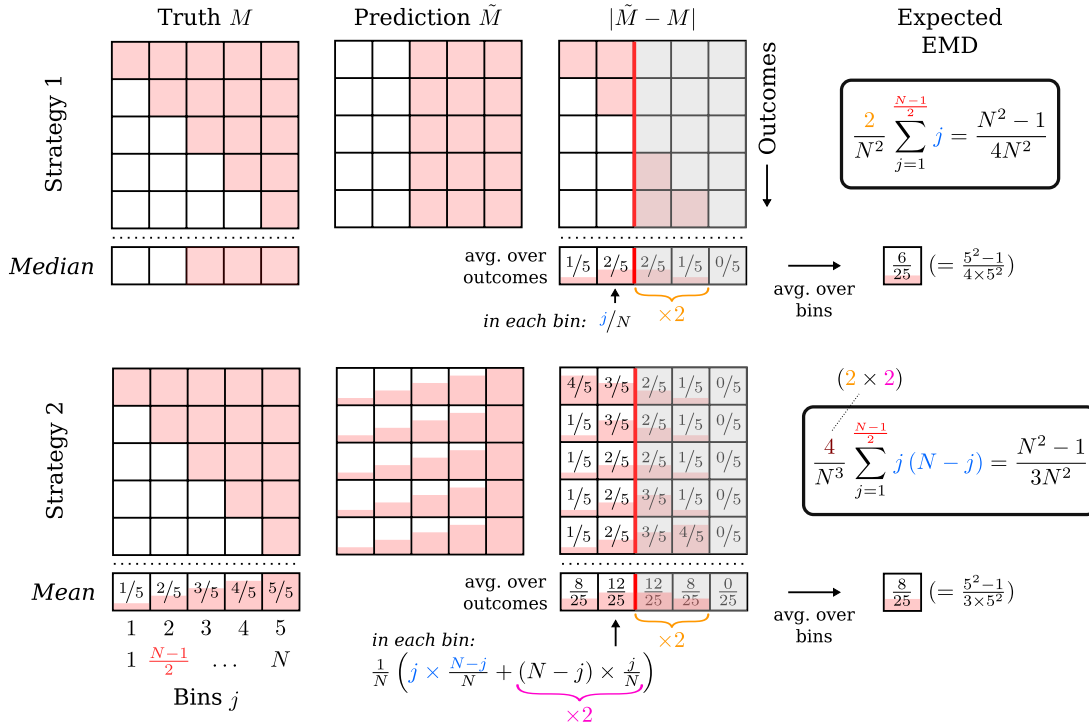 Truth M Prediction M̃ |M̃ − M| Expected
EMD
Strategy 1
Outcomes
2/N² ∑_{j=1}^{(N−1)/2} j = (N² − 1)/(4N²)
Median
avg. over
outcomes
1/5 2/5 2/5 1/5 0/5
avg. over
bins
6/25 (= (5²−1)/(4×5²))
in each bin: j/N
×2
Strategy 2
4/5 3/5 2/5 1/5 0/5
1/5 3/5 2/5 1/5 0/5
1/5 2/5 2/5 1/5 0/5
1/5 2/5 3/5 1/5 0/5
1/5 2/5 3/5 4/5 0/5
(2 × 2)
4/N³ ∑_{j=1}^{(N−1)/2} j (N − j) = (N² − 1)/(3N²)
Mean
1/5 2/5 3/5 4/5 5/5
avg. over
outcomes
8/25 12/25 12/25 8/25 0/25
avg. over
bins
8/25 (= (5²−1)/(3×5²))
1 2 3 4 5
1 (N−1)/2 ... N
Bins j
×2
in each bin:
1/N (j × (N−j)/N + (N − j) × j/N)
×2